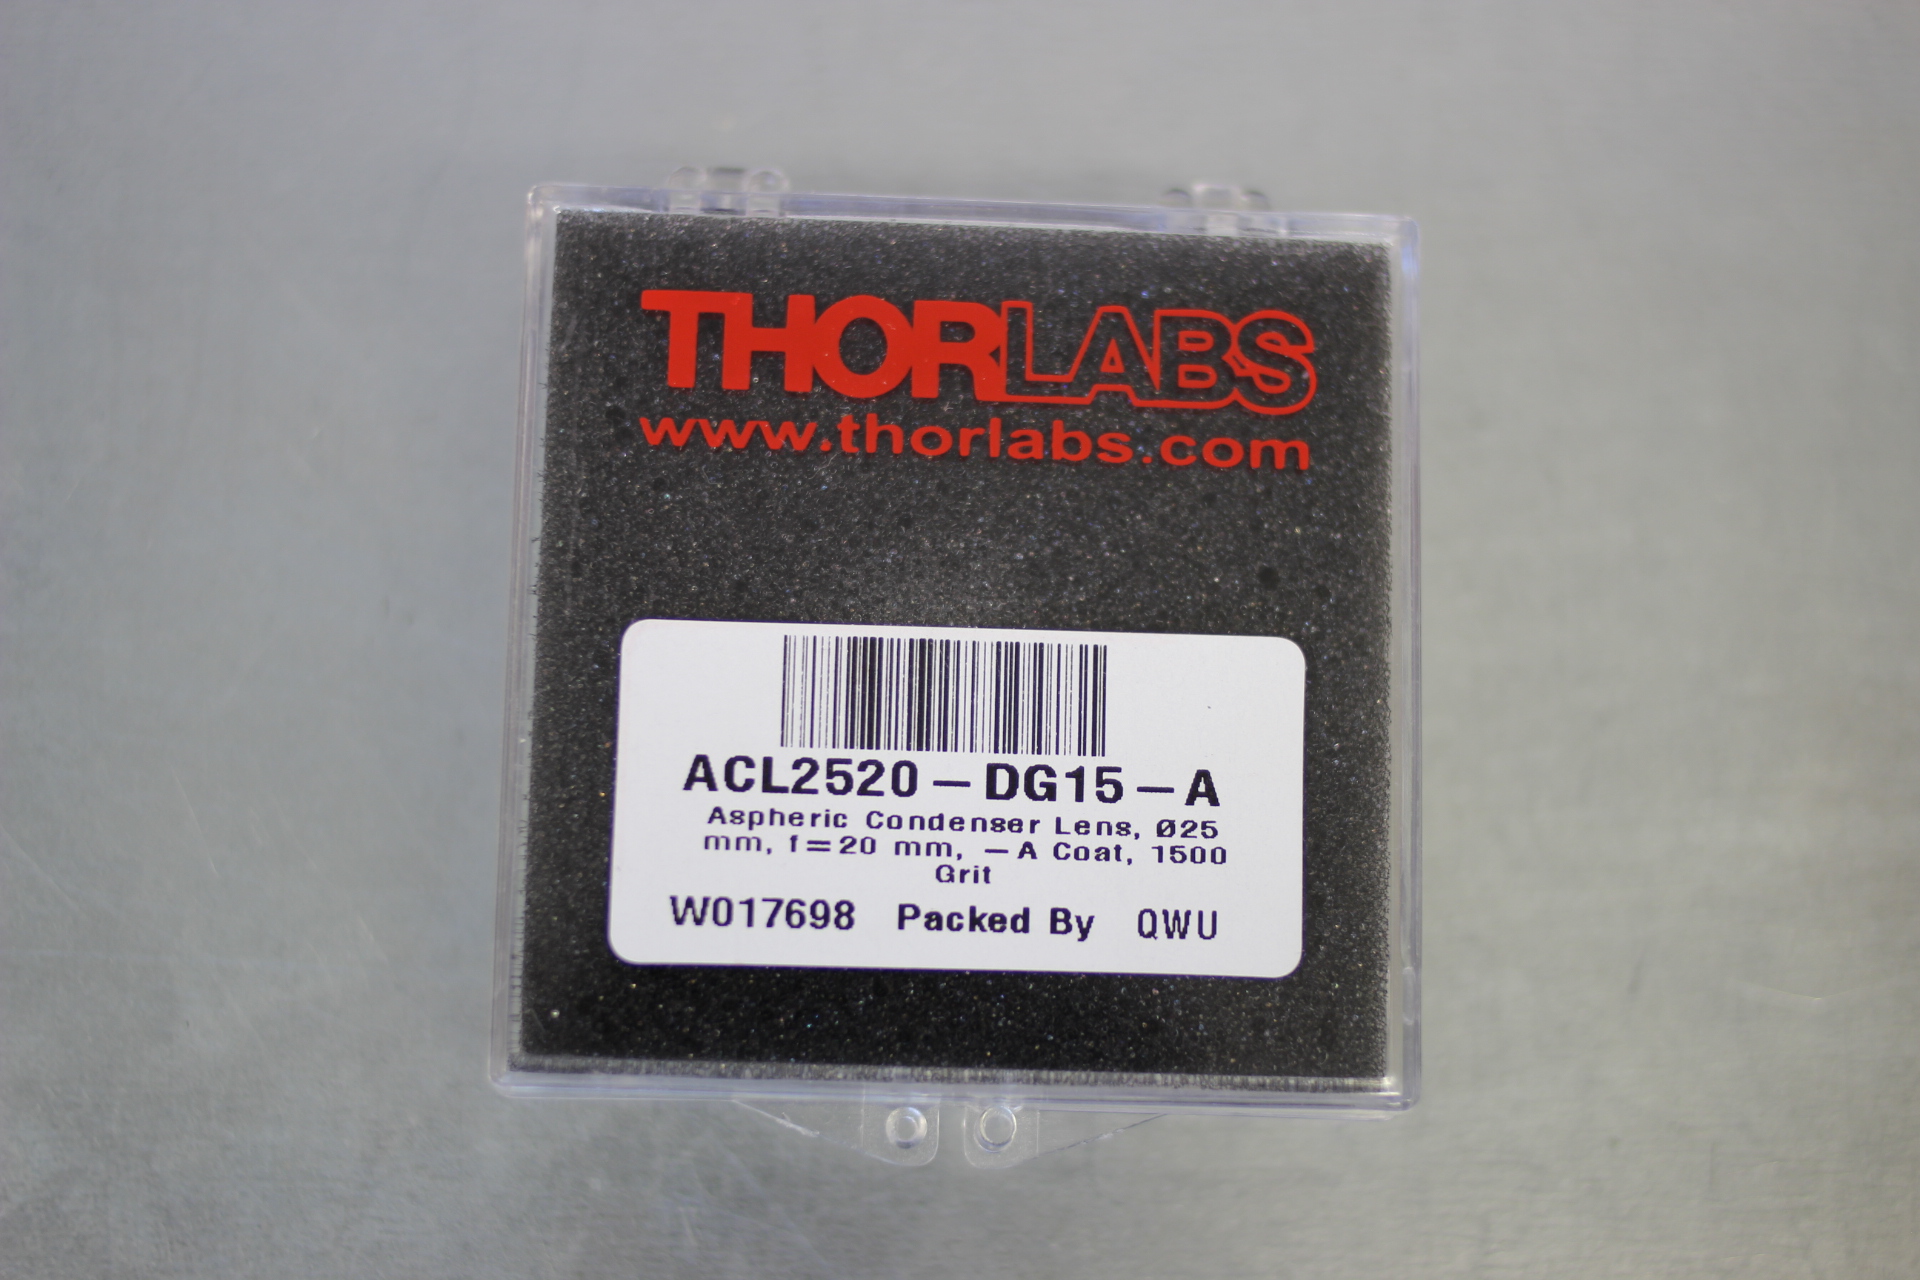 THORLABS
www.thorlabs.com
ACL2520-DG15-A
Aspheric Condenser Lens, Ø25
mm, f=20 mm, -A Coat, 1500
Grit
W017698 Packed By QWU